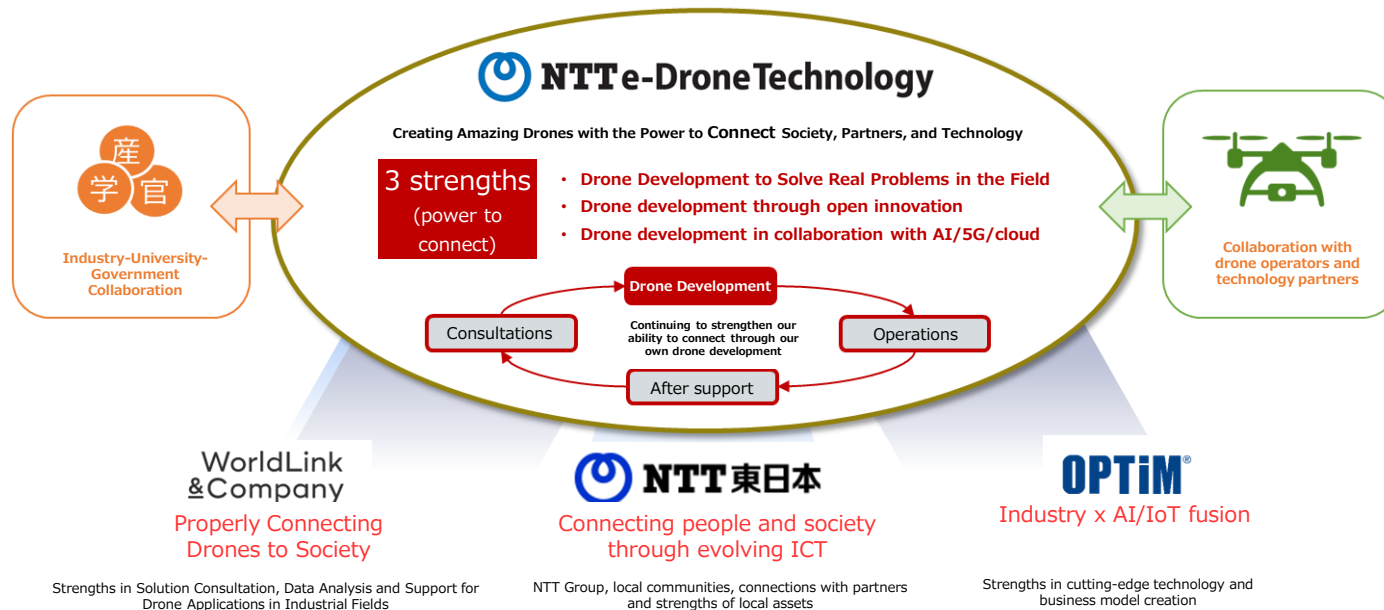 NTT e-Drone Technology
Creating Amazing Drones with the Power to Connect Society, Partners, and Technology
産
学 官
Industry-University-
Government
Collaboration
3 strengths
(power to
connect)
• Drone Development to Solve Real Problems in the Field
• Drone development through open innovation
• Drone development in collaboration with AI/5G/cloud
Collaboration with
drone operators and
technology partners
Drone Development
Consultations
Continuing to strengthen our
ability to connect through our
own drone development
Operations
After support
WorldLink
&Company
Properly Connecting
Drones to Society
Strengths in Solution Consultation, Data Analysis and Support for
Drone Applications in Industrial Fields
NTT東日本
Connecting people and society
through evolving ICT
NTT Group, local communities, connections with partners
and strengths of local assets
OPTiM®
Industry x AI/IoT fusion
Strengths in cutting-edge technology and
business model creation